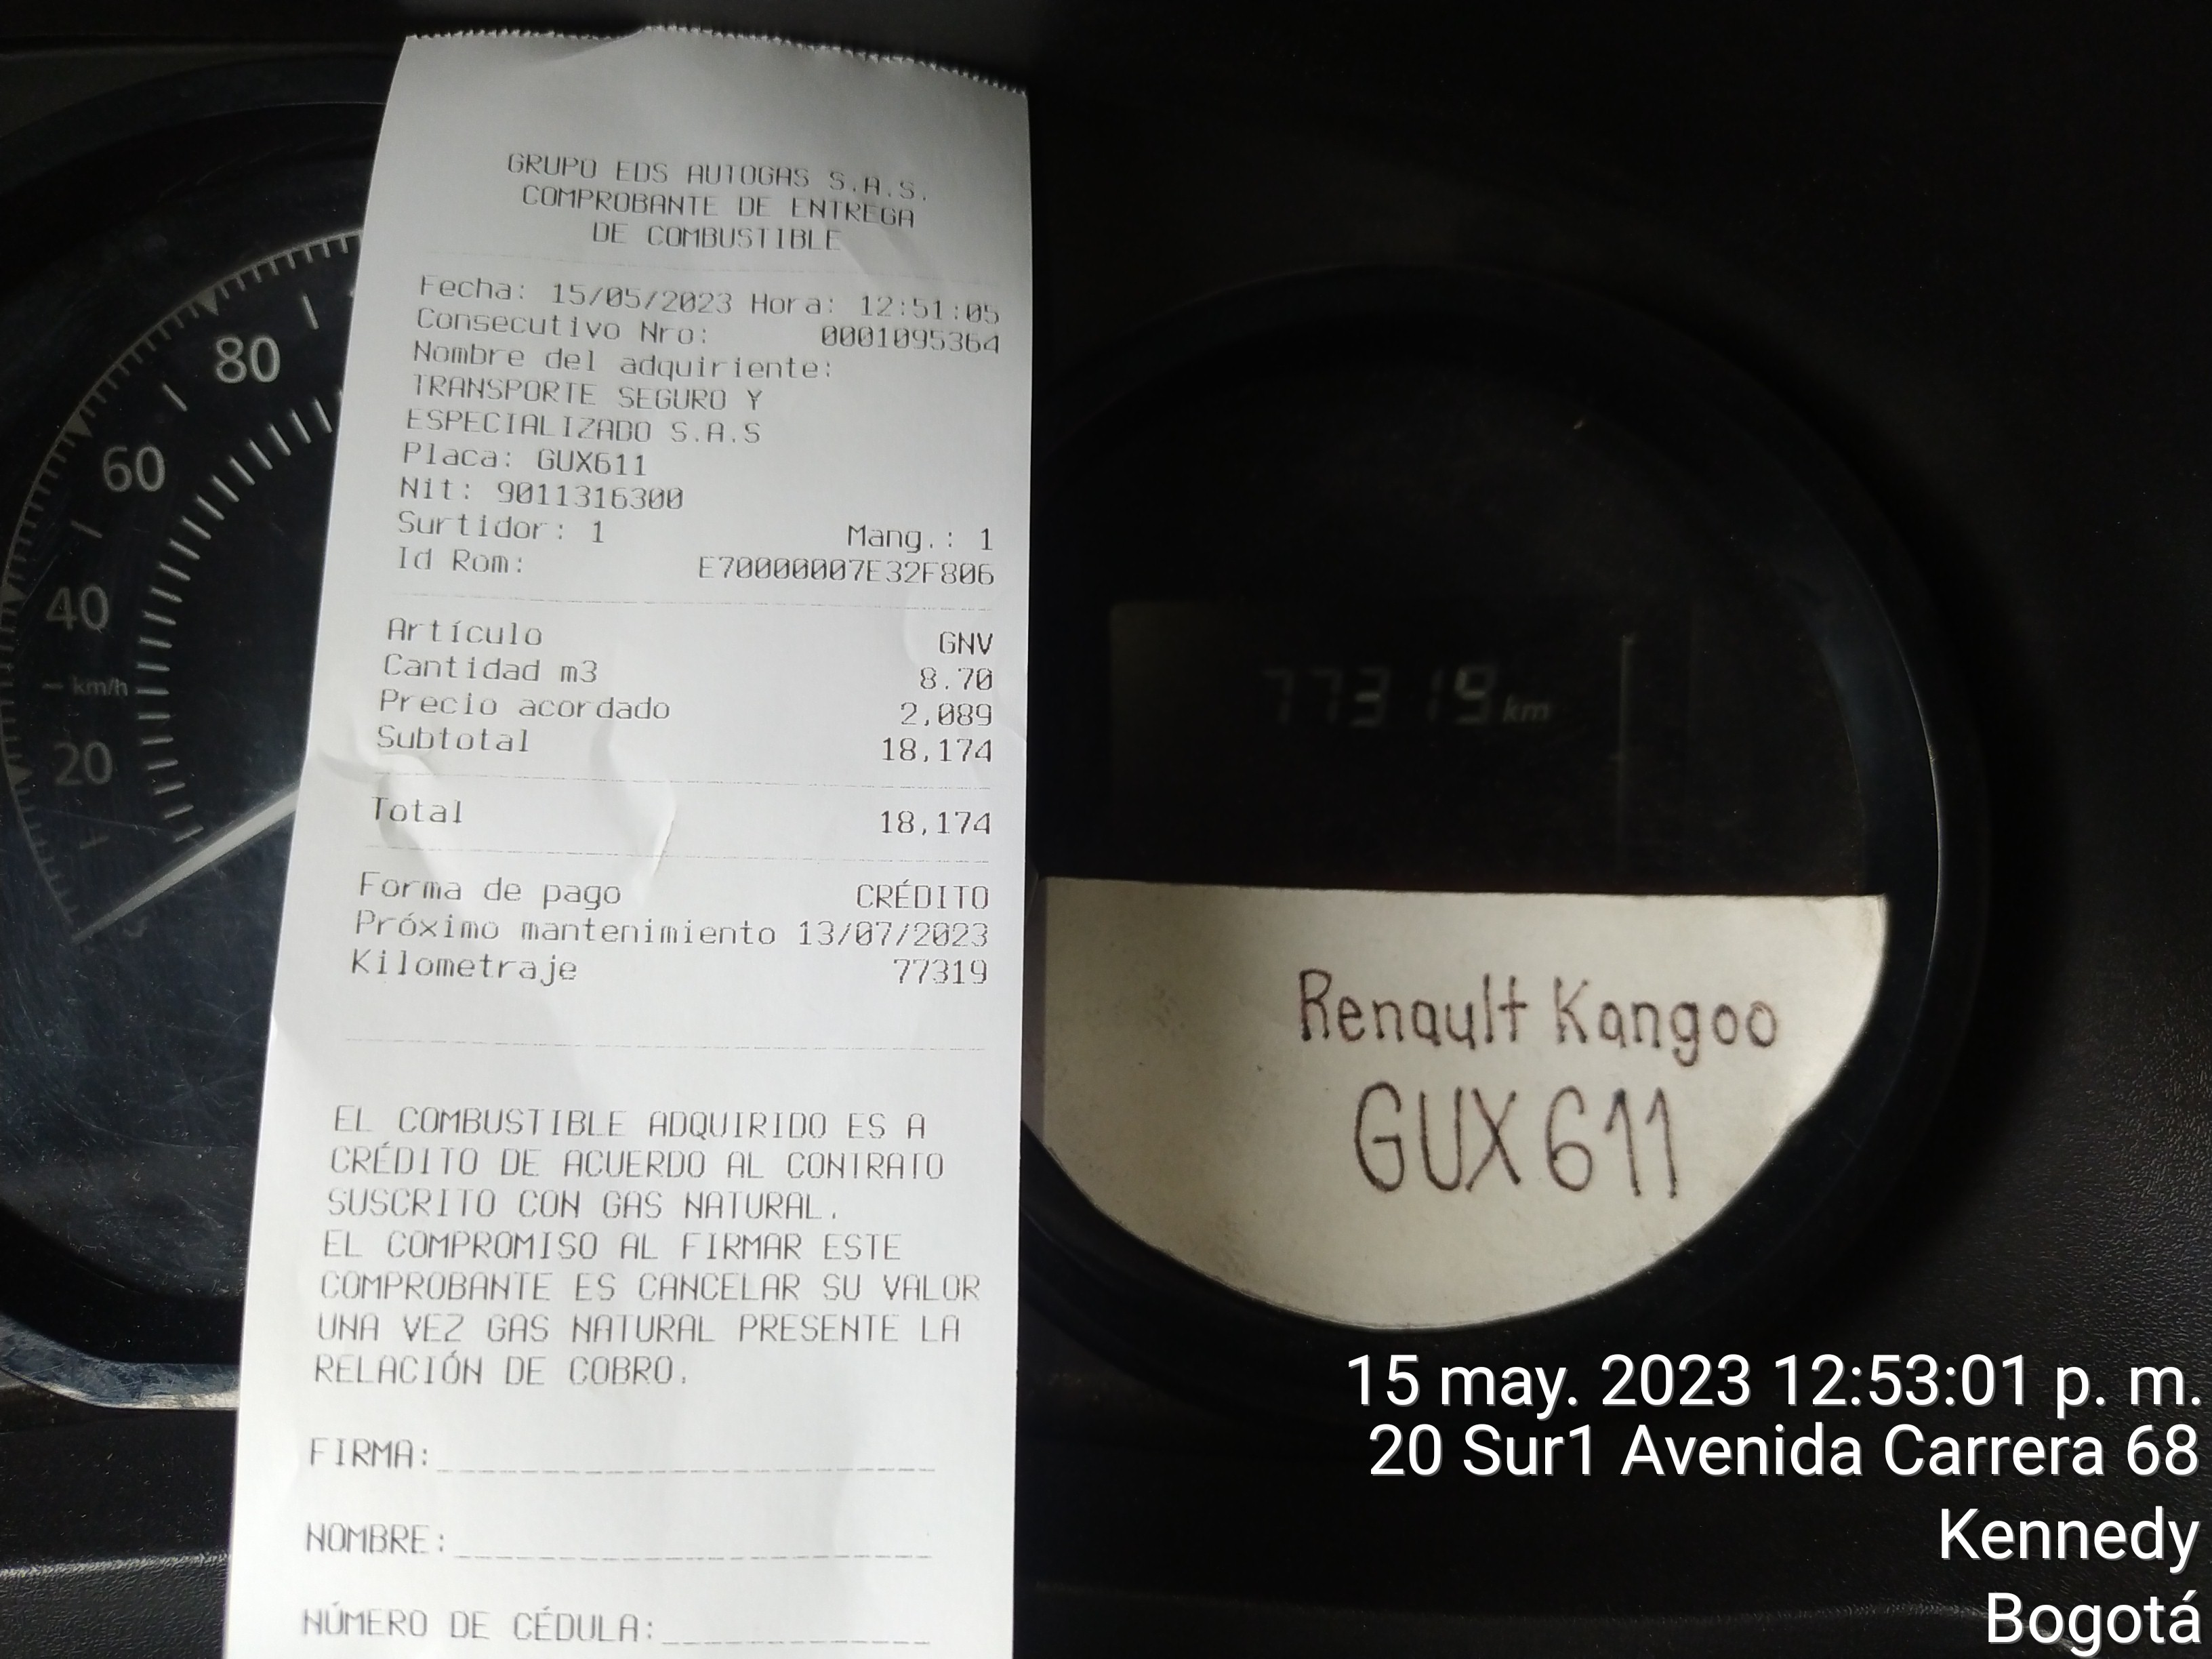 GRUPO EDS AUTOGAS S.A.S.
COMPROBANTE DE ENTREGA
DE COMBUSTIBLE
Fecha: 15/05/2023 Hora: 12:51:05
Consecutivo Nro: 0001095364
Nombre del adquiriente:
TRANSPORTE SEGURO Y
ESPECIALIZADO S.A.S
Placa: GUX611
Nit: 9011316300
Surtidor: 1 Mang.: 1
Id Rom: E70000007E32F806
Artículo GNV
Cantidad m3 8.70
Precio acordado 2,089
Subtotal 18,174
Total 18,174
Forma de pago CRÉDITO
Próximo mantenimiento 13/07/2023
Kilometraje 77319
EL COMBUSTIBLE ADQUIRIDO ES A
CRÉDITO DE ACUERDO AL CONTRATO
SUSCRITO CON GAS NATURAL.
EL COMPROMISO AL FIRMAR ESTE
COMPROBANTE ES CANCELAR SU VALOR
UNA VEZ GAS NATURAL PRESENTE LA
RELACIÓN DE COBRO.
FIRMA:
NOMBRE:
NÚMERO DE CÉDULA:
80
60
40
km/h
20
77319 km
Renault Kangoo
GUX611
15 may. 2023 12:53:01 p. m.
20 Sur1 Avenida Carrera 68
Kennedy
Bogotá